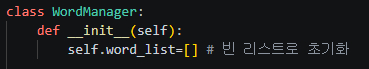 class WordManager:
    def __init__(self):
        self.word_list=[] # 빈 리스트로 초기화